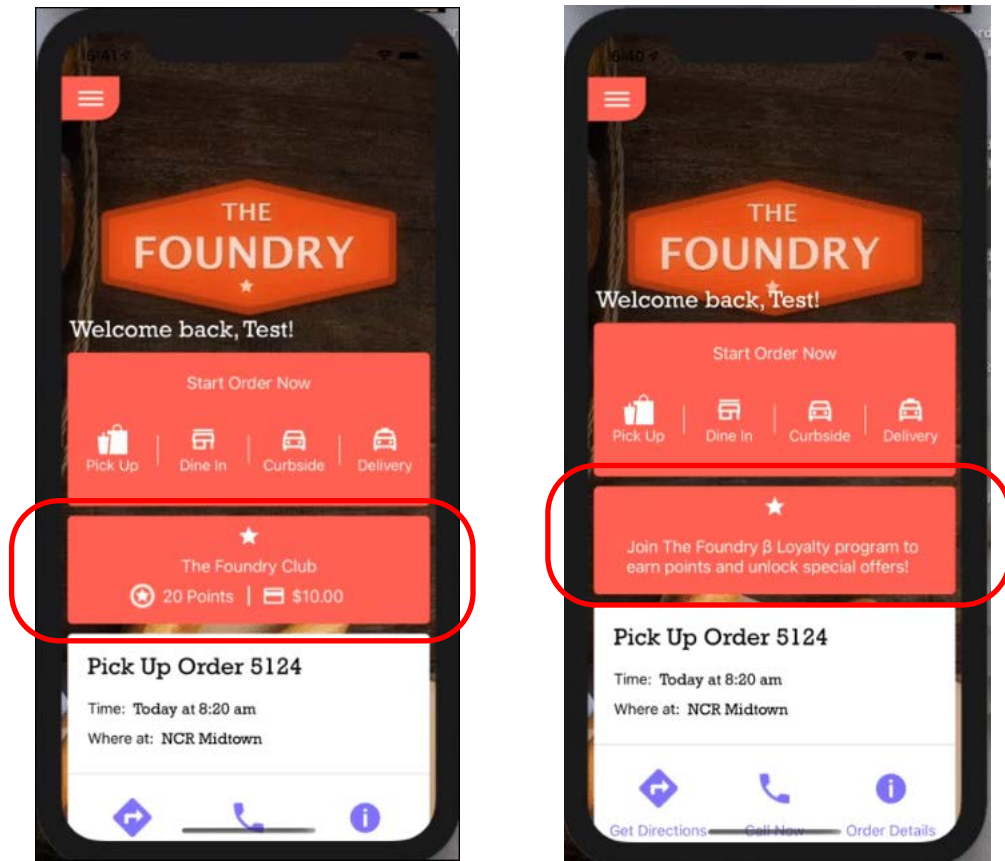 6:41
THE
FOUNDRY
Welcome back, Test!
Start Order Now
Pick Up
Dine In
Curbside
Delivery
The Foundry Club
20 Points
$10.00
Pick Up Order 5124
Time: Today at 8:20 am
Where at: NCR Midtown
6:40
THE
FOUNDRY
Welcome back, Test!
Start Order Now
Pick Up
Dine In
Curbside
Delivery
Join The Foundry β Loyalty program to
earn points and unlock special offers!
Pick Up Order 5124
Time: Today at 8:20 am
Where at: NCR Midtown
Get Directions
Call Now
Order Details